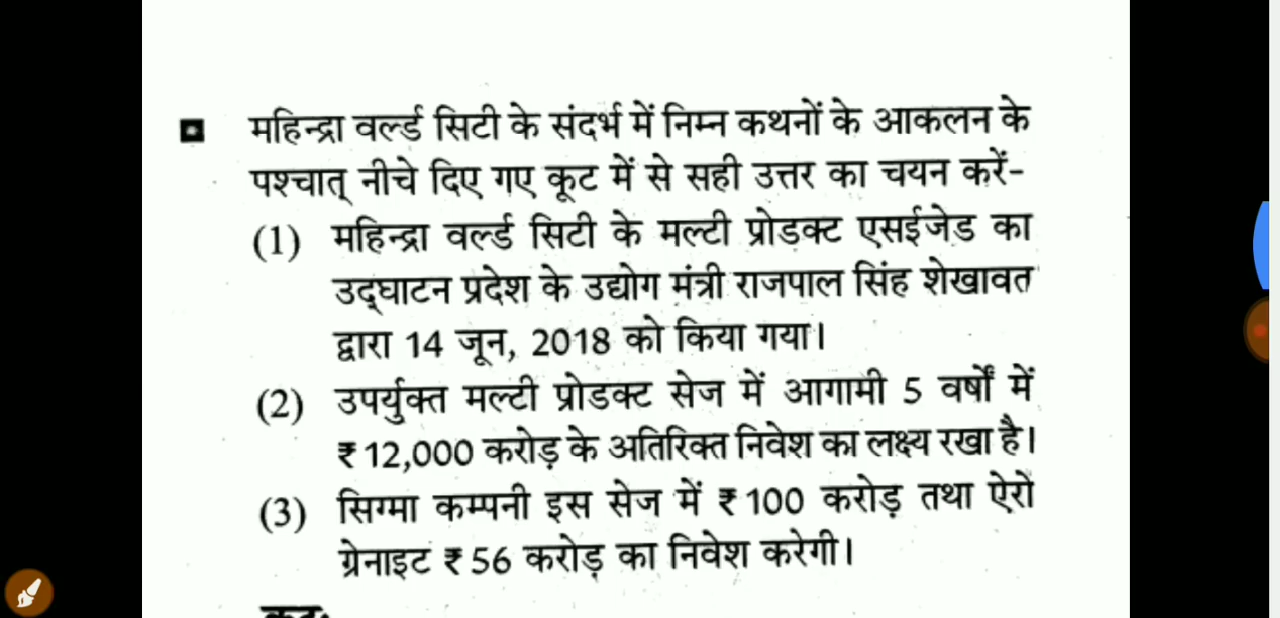 महिन्द्रा वर्ल्ड सिटी के संदर्भ में निम्न कथनों के आकलन के
पश्चात् नीचे दिए गए कूट में से सही उत्तर का चयन करें-
(1) महिन्द्रा वर्ल्ड सिटी के मल्टी प्रोडक्ट एसईजेड का
उद्घाटन प्रदेश के उद्योग मंत्री राजपाल सिंह शेखावत
द्वारा 14 जून, 2018 को किया गया।
(2) उपर्युक्त मल्टी प्रोडक्ट सेज में आगामी 5 वर्षों में
₹ 12,000 करोड़ के अतिरिक्त निवेश का लक्ष्य रखा है।
(3) सिग्मा कम्पनी इस सेज में ₹ 100 करोड़ तथा ऐरो
ग्रेनाइट ₹ 56 करोड़ का निवेश करेगी।